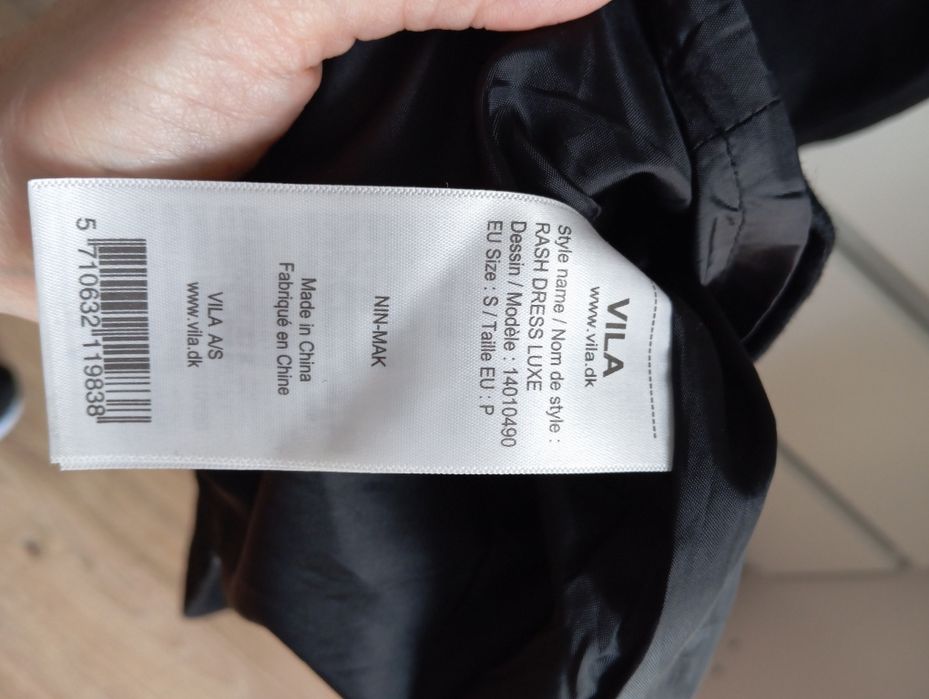 VILA
www.vila.dk
Style name / Nom de style :
RASH DRESS LUXE
Dessin / Modèle : 14010490
EU Size : S / Taille EU : P
NIN-MAK
Made in China
Fabriqué en Chine
VILA A/S
www.vila.dk
5 710632 119838